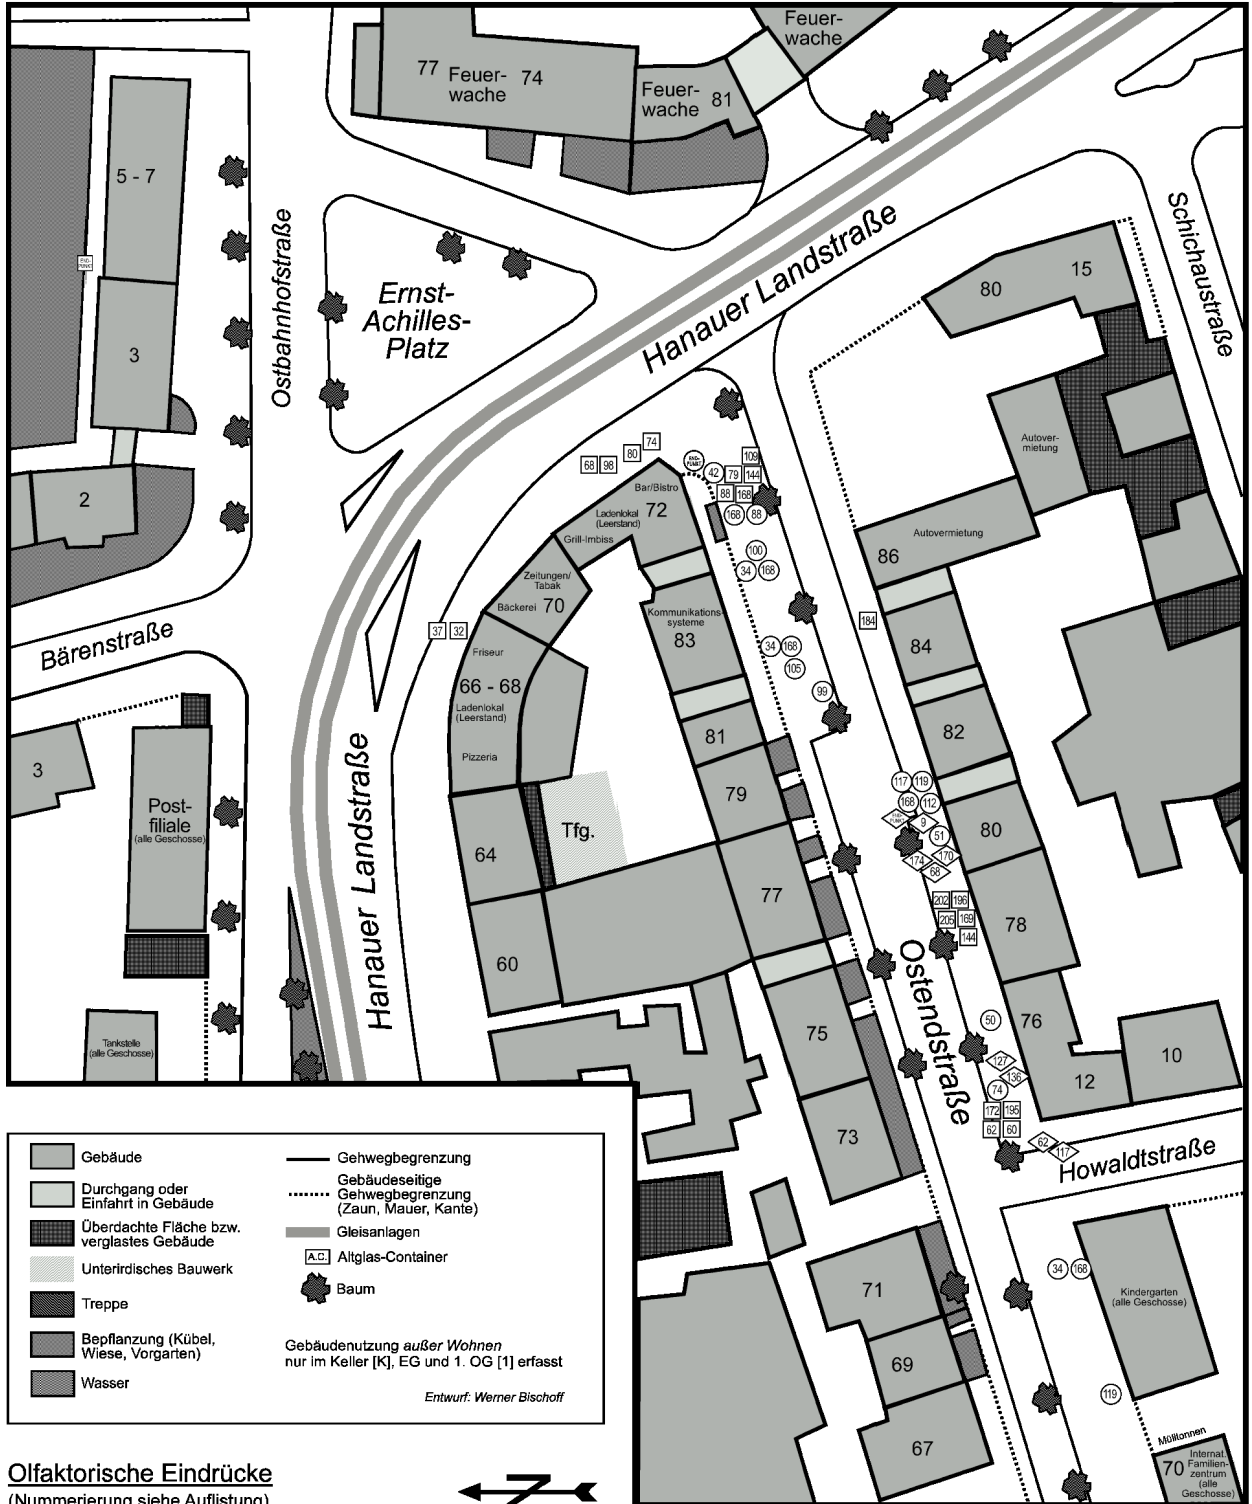 Feuer-
wache
77
Feuer-
wache
74
Feuer-
wache
81
5 - 7
END-
PUNKT
3
2
Ostbahnhofstraße
Ernst-
Achilles-
Platz
Hanauer Landstraße
Schichaustraße
80
15
Autover-
mietung
Autovermietung
86
184
84
82
80
78
76
12
10
68
98
80
74
END-
PUNKT
42
79
109
144
88
168
168
88
100
34
168
34
168
105
99
Bar/Bistro
Ladenlokal
(Leerstand)
72
Grill-Imbiss
Zeitungen/
Tabak
Bäckerei
70
37
32
Friseur
66 - 68
Ladenlokal
(Leerstand)
Pizzeria
Kommunikations-
systeme
83
81
79
77
75
73
71
69
67
64
60
Tfg.
Bärenstraße
3
Post-
filiale
(alle Geschosse)
Tankstelle
(alle Geschosse)
Hanauer Landstraße
117
119
168
112
END-
PUNKT
9
51
174
170
68
202
196
205
169
144
Ostendstraße
50
127
136
74
172
195
62
60
62
117
Howaldtstraße
34
168
Kindergarten
(alle Geschosse)
119
Mülltonnen
70
Internat.
Familien-
zentrum
(alle
Geschosse)
Gebäude
Durchgang oder
Einfahrt in Gebäude
Überdachte Fläche bzw.
verglastes Gebäude
Unterirdisches Bauwerk
Treppe
Bepflanzung (Kübel,
Wiese, Vorgarten)
Wasser
Gehwegbegrenzung
Gebäudeseitige
Gehwegbegrenzung
(Zaun, Mauer, Kante)
Gleisanlagen
A.C. Altglas-Container
Baum
Gebäudenutzung außer Wohnen
nur im Keller [K], EG und 1. OG [1] erfasst
Entwurf: Werner Bischoff
Olfaktorische Eindrücke
(Nummerierung siehe Auflistung)